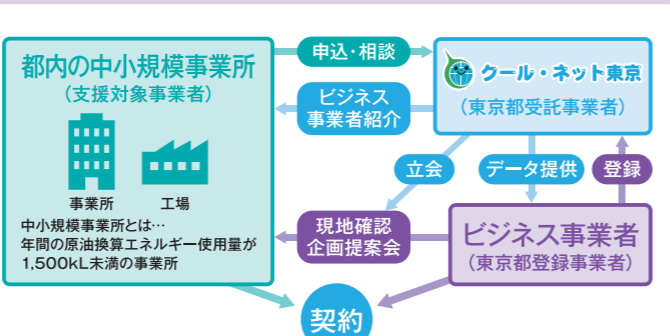 都内の中小規模事業所
(支援対象事業者)
事業所
工場
中小規模事業所とは…
年間の原油換算エネルギー使用量が
1,500kL未満の事業所
申込・相談
ビジネス
事業者紹介
クール・ネット東京
(東京都受託事業者)
立会
データ提供
登録
現地確認
企画提案会
ビジネス事業者
(東京都登録事業者)
契約